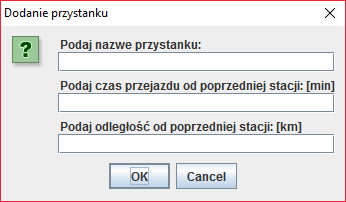 Dodanie przystanku
?
Podaj nazwe przystanku:
Podaj czas przejazdu od poprzedniej stacji: [min]
Podaj odległość od poprzedniej stacji: [km]
OK Cancel